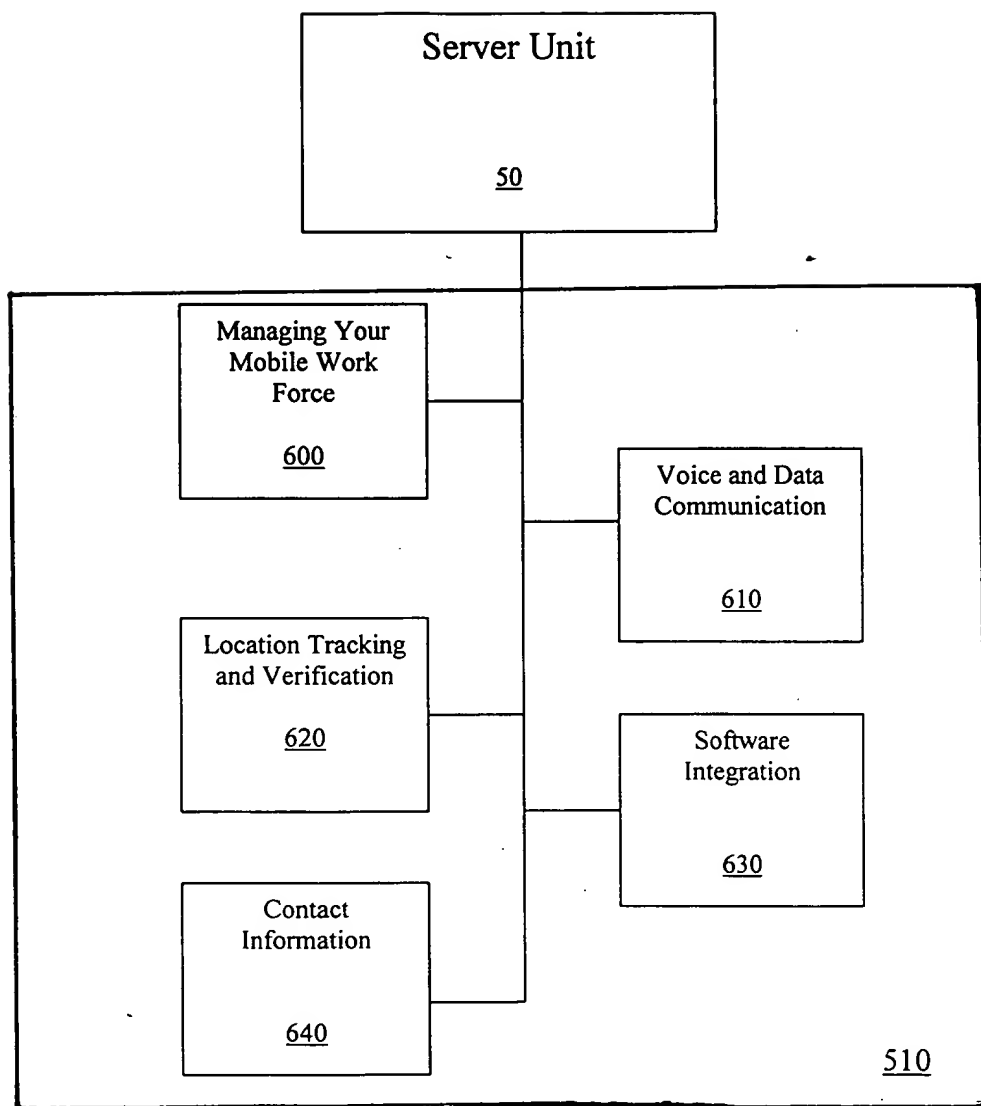 Server Unit
50
Managing Your
Mobile Work
Force
600
Voice and Data
Communication
610
Location Tracking
and Verification
620
Software
Integration
630
Contact
Information
640
510